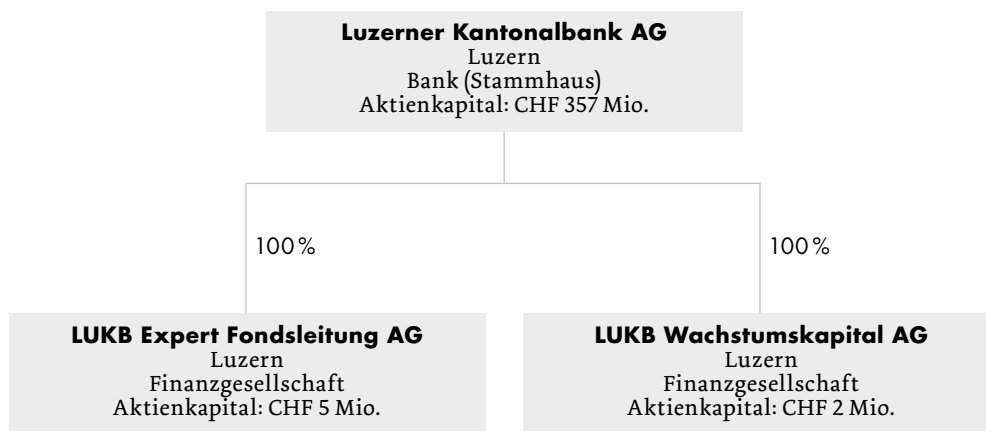 Luzerner Kantonalbank AG
Luzern
Bank (Stammhaus)
Aktienkapital: CHF 357 Mio.
100 %
100 %
LUKB Expert Fondsleitung AG
Luzern
Finanzgesellschaft
Aktienkapital: CHF 5 Mio.
LUKB Wachstumskapital AG
Luzern
Finanzgesellschaft
Aktienkapital: CHF 2 Mio.